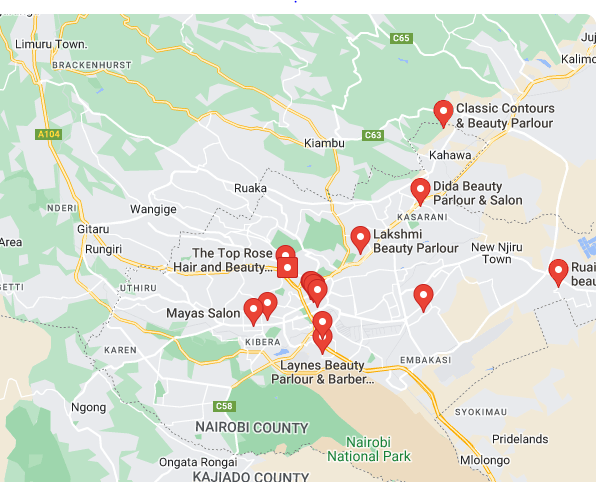 C65
Limuru Town.
BRACKENHURST
Kalimo
Classic Contours
& Beauty Parlour
A104
C63
Kiambu
Kahawa
Ruaka
Dida Beauty
Parlour & Salon
NDERI
Wangige
KASARANI
Gitaru
Lakshmi
Beauty Parlour
Area
Rungiri
The Top Rose
Hair and Beauty...
New Njiru
Town
Ruai
beau
UTHIRU
Mayas Salon
KIBERA
KAREN
EMBAKASI
Laynes Beauty
Parlour & Barber...
Ngong
C58
SYOKIMAU
NAIROBI COUNTY
Pridelands
Nairobi
National Park
Ongata Rongai
Mlolongo
KAJIADO COUNTY